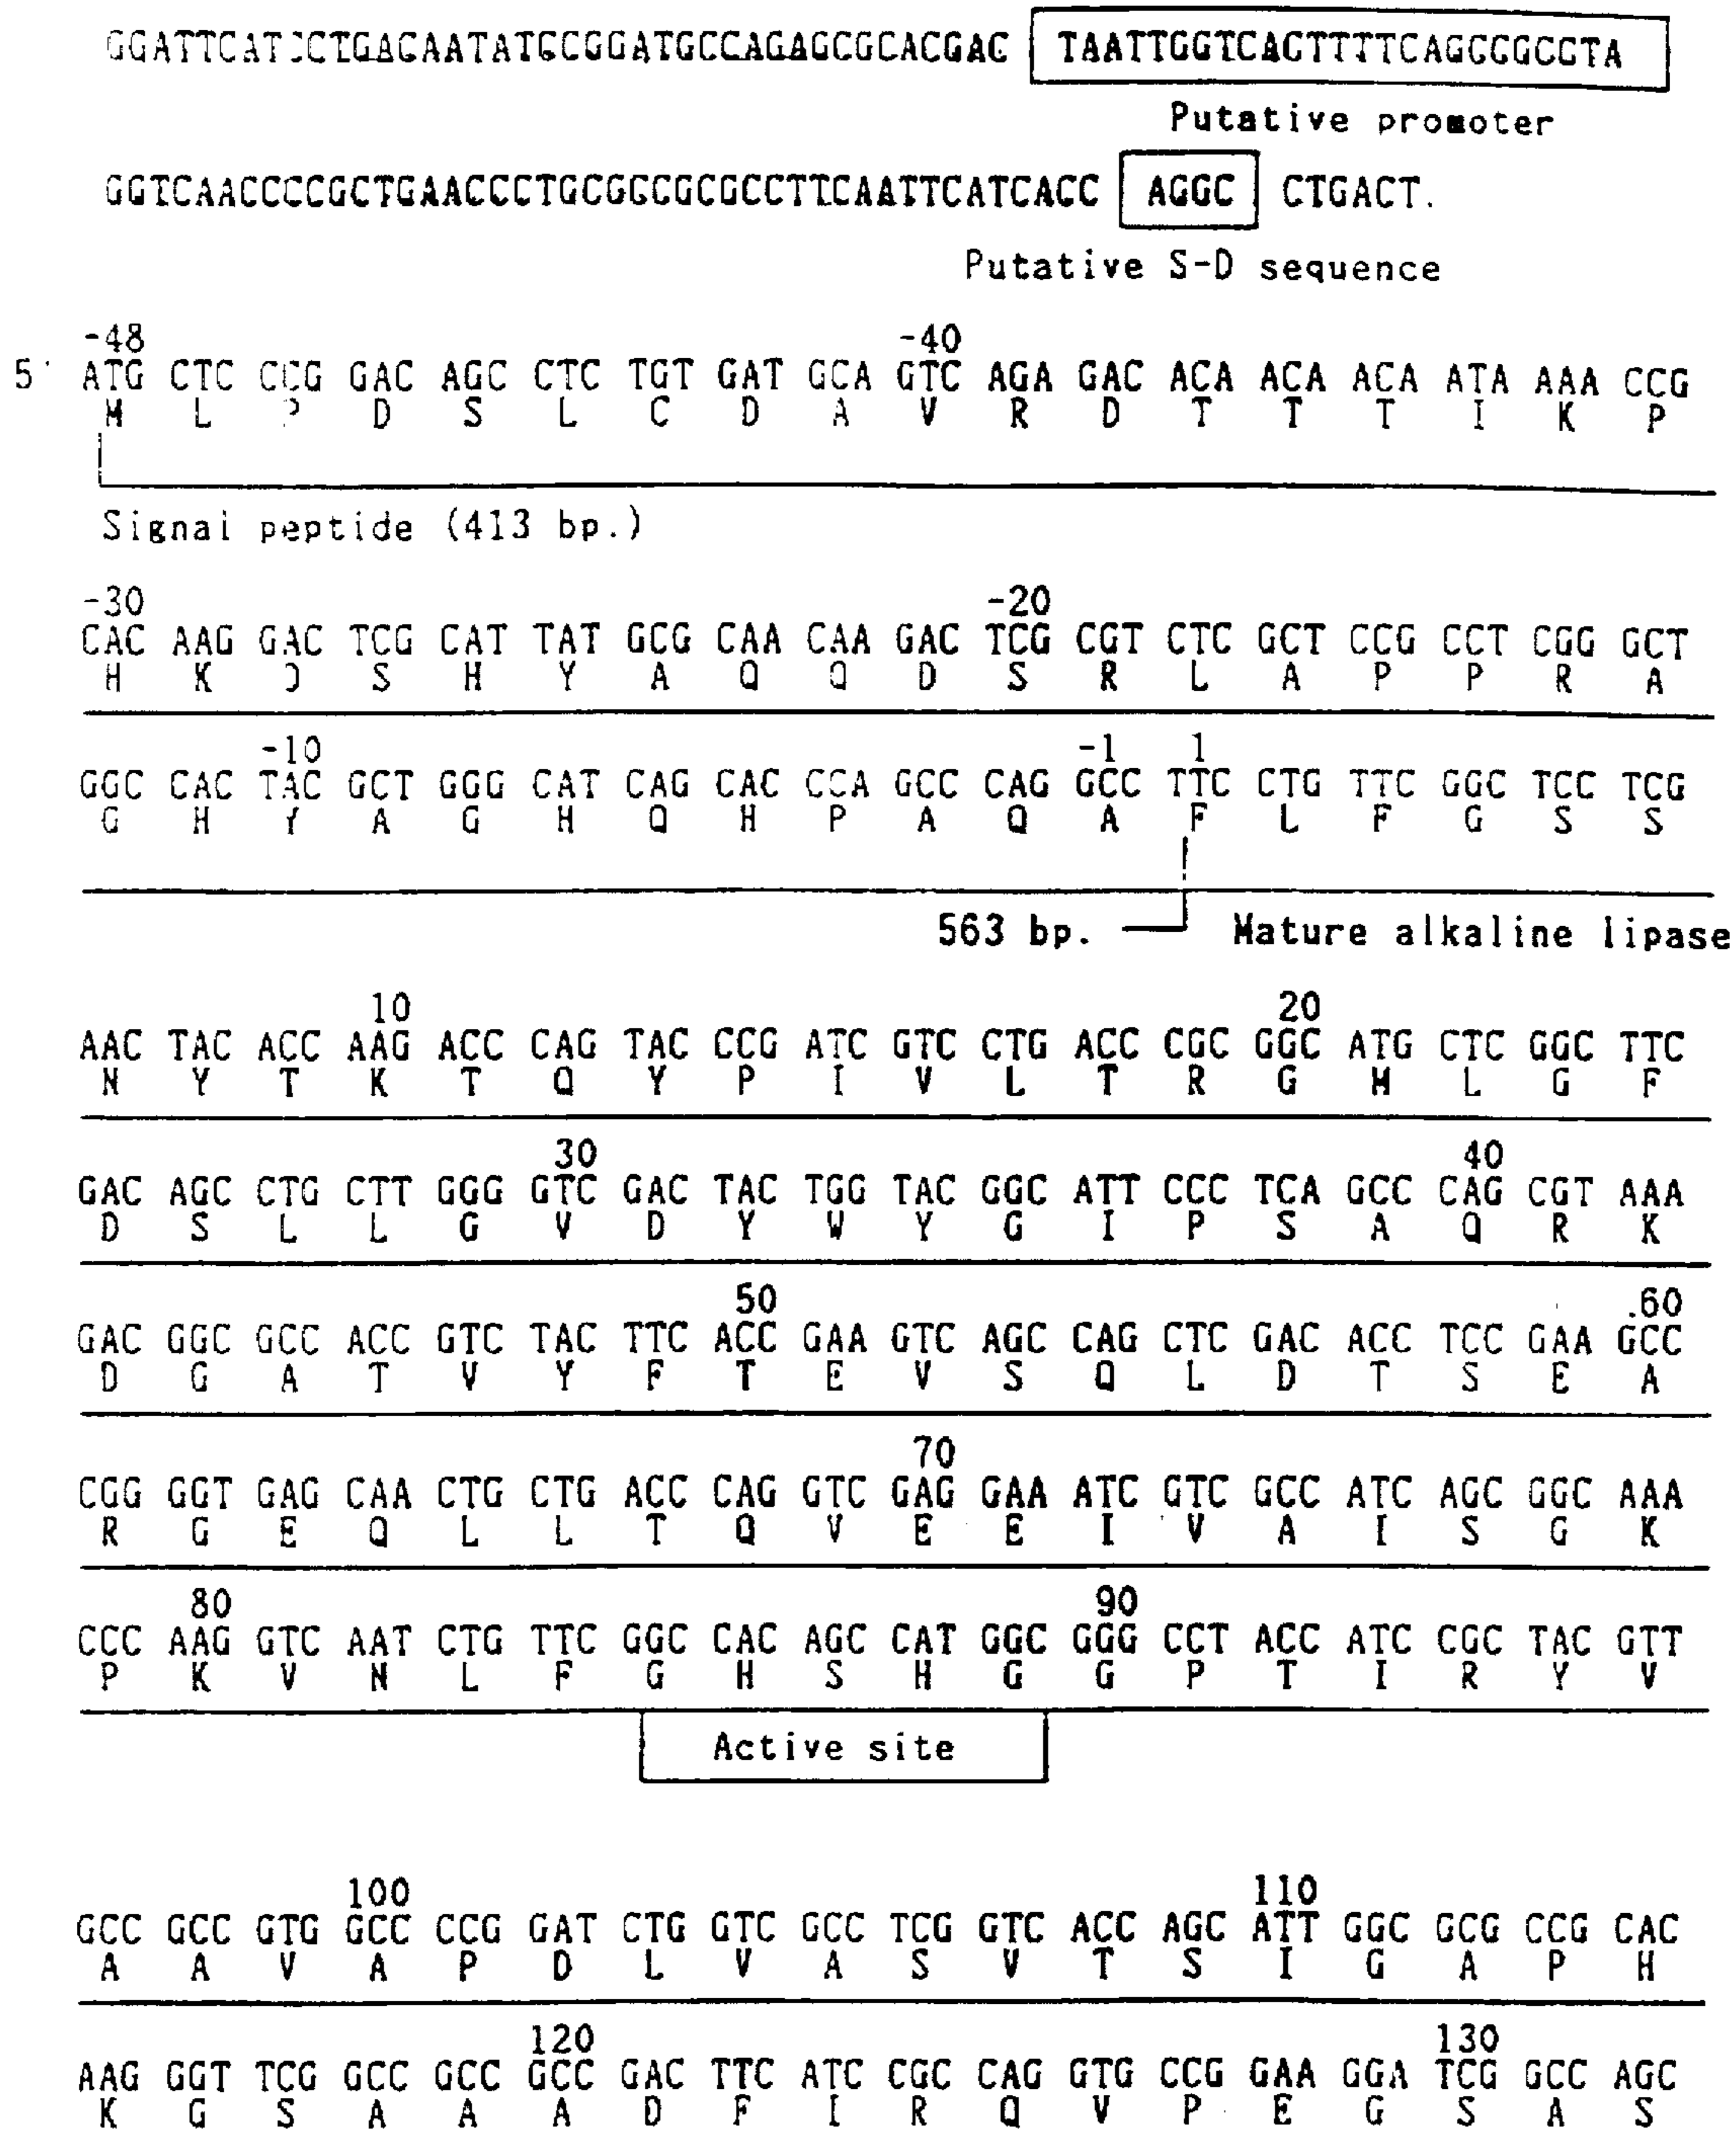 TAATTGGTCAGTTTTCAGCGGCGTA
Putative promoter
GGTCAACCCCGCTGAACCCTGCGCCGCGCCTTCAATTCATCACC AGGC CTGACT.
Putative S-D sequence
-48 -40
5' ATG CTC CCG GAC AGC CTC TGT GAT GCA GTC AGA GAC ACA ACA ACA ATA AAA CCG
M L P D S L C D A V R D T T T I K P
Signal peptide (413 bp.)
-30 -20
CAC AAG GAC TCG CAT TAT GCG CAA CAA GAC TCG CGT CTC GCT CCG CCT CGG GCT
H K D S H Y A Q Q D S R L A P P R A
-10 -1 1
GGC CAC TAC GCT GGG CAT CAG CAC CCA GCC CAG GCC TTC CTG TTC GGC TCC TCG
G H Y A G H Q H P A Q A F L F G S S
563 bp. Mature alkaline lipase
10 20
AAC TAC ACC AAG ACC CAG TAC CCG ATC GTC CTG ACC CGC GGC ATG CTC GGC TTC
N Y T K T Q Y P I V L T R G M L G F
30 40
GAC AGC CTG CTT GGG GTC GAC TAC TGG TAC GGC ATT CCC TCA GCC CAG CGT AAA
D S L L G V D Y W Y G I P S A Q R K
50 60
GAC GGC GCC ACC GTC TAC TTC ACC GAA GTC AGC CAG CTC GAC ACC TCC GAA GCC
D G A T V Y F T E V S Q L D T S E A
70
CGG GGT GAG CAA CTG CTG ACC CAG GTC GAG GAA ATC GTC GCC ATC AGC GGC AAA
R G E Q L L T Q V E E I V A I S G K
80 90
CCC AAG GTC AAT CTG TTC GGC CAC AGC CAT GGC GGG CCT ACC ATC CGC TAC GTT
P K V N L F G H S H G G P T I R Y V
Active site
100 110
GCC GCC GTG GCC CCG GAT CTG GTC GCC TCG GTC ACC AGC ATT GGC GCG CCG CAC
A A V A P D L V A S V T S I G A P H
120 130
AAG GGT TCG GCC GCC GCC GAC TTC ATC CGC CAG GTG CCG GAA GGA TCG GCC AGC
K G S A A A D F I R Q V P E G S A S